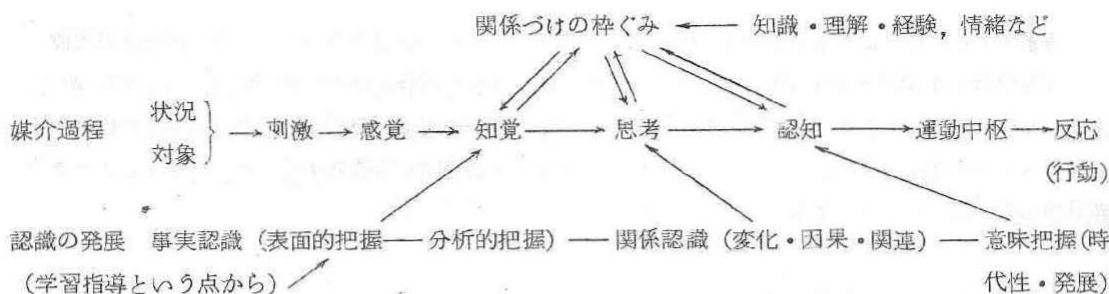 関係づけの枠ぐみ ← 知識・理解・経験，情緒など
状況
媒介過程 → 刺激 → 感覚 → 知覚 → 思考 → 認知 → 運動中枢 → 反応
対象
(行動)
認識の発展 事実認識 (表面的把握 — 分析的把握) — 関係認識 (変化・因果・関連) — 意味把握 (時
(学習指導という点から) 代性・発展)